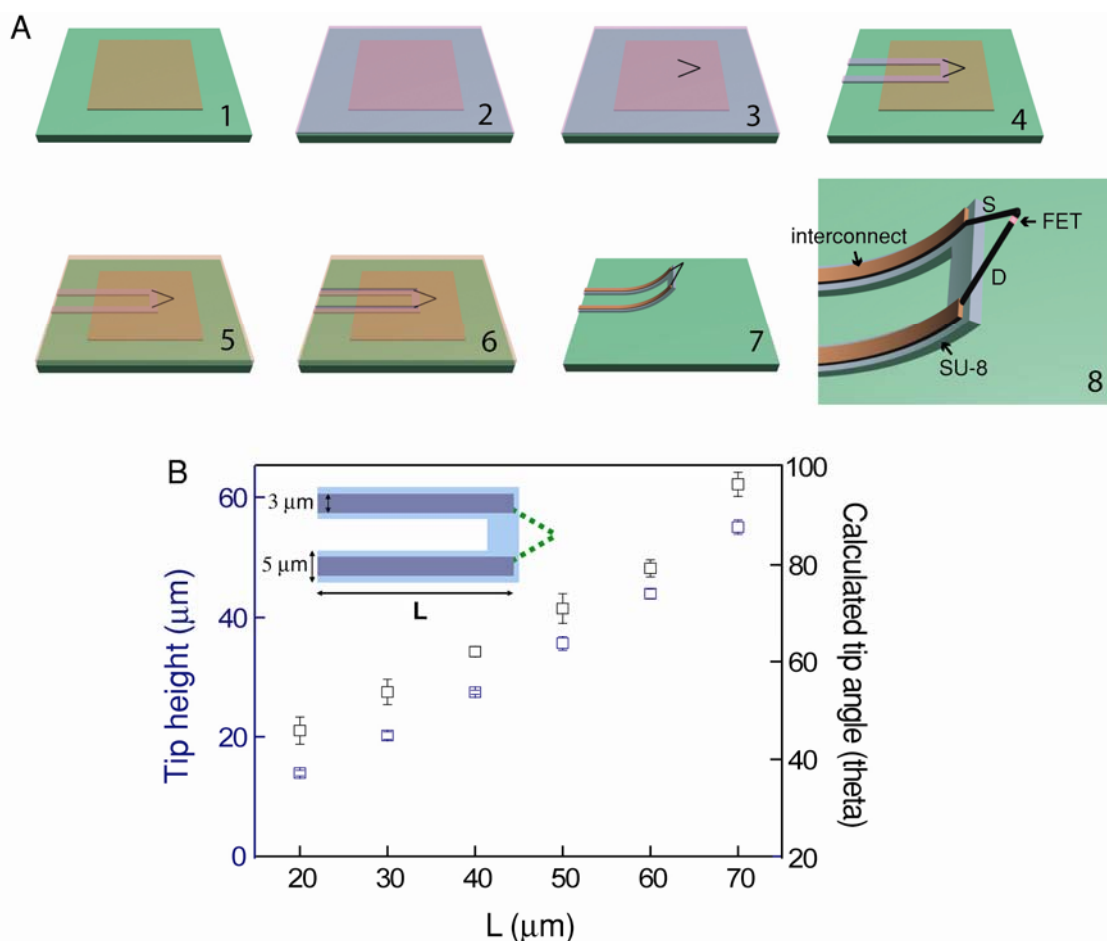 A
1
2
3
4
5
6
7
interconnect
S
FET
D
SU-8
8
B
3 μm
5 μm
L
Tip height (μm)
60
40
20
0
Calculated tip angle (theta)
100
80
60
40
20
20 30 40 50 60 70
L (μm)